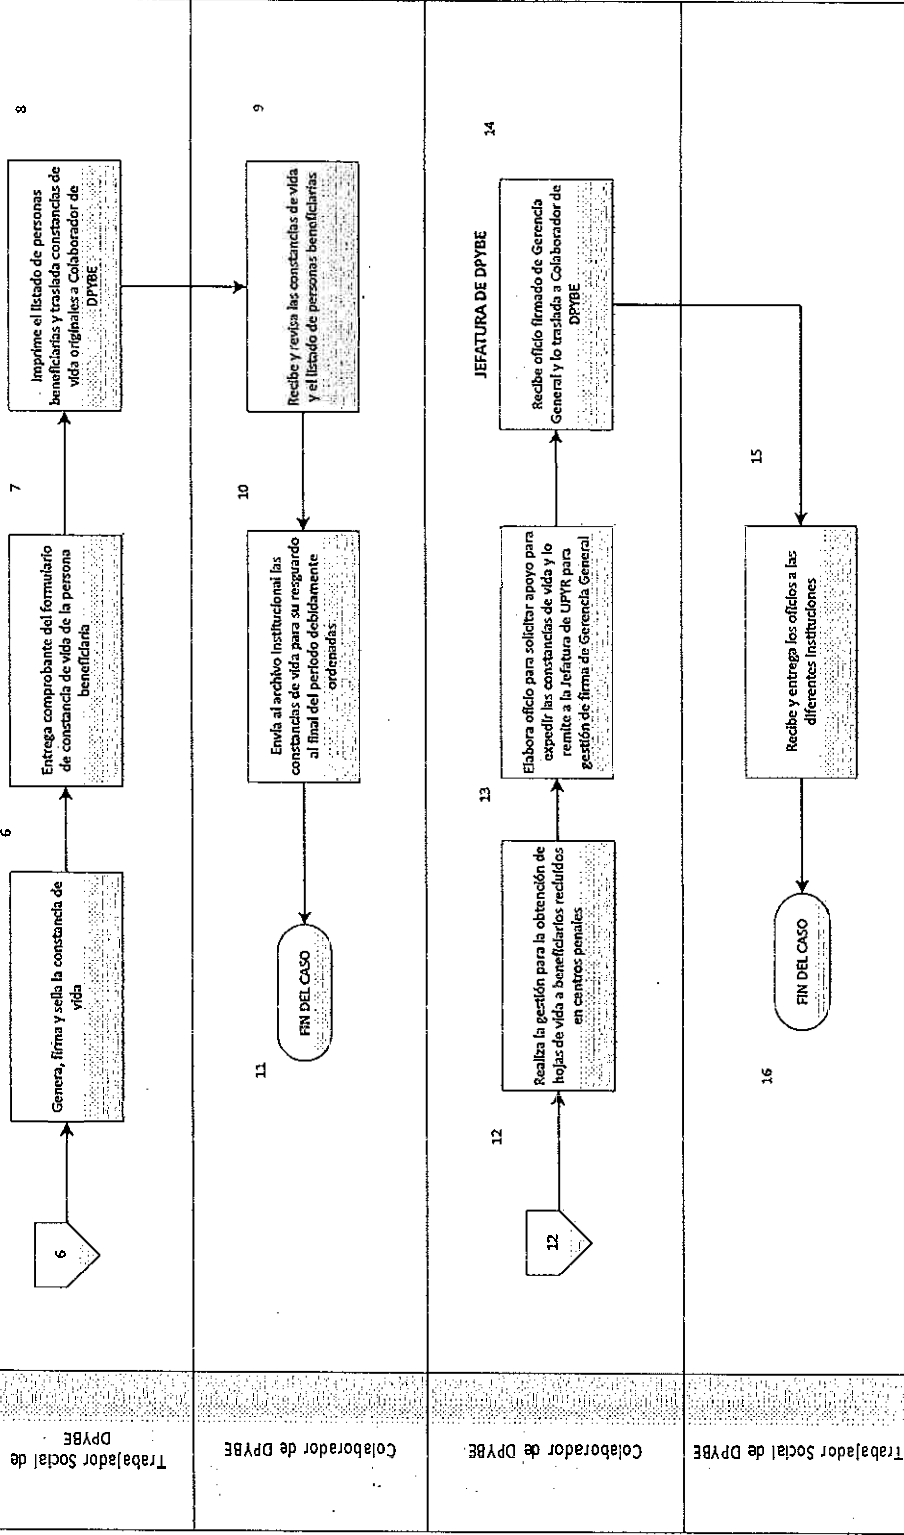 Trabajador Social de
DPYBE
6
6
Genera, firma y sella la constancia de
vida
7
Entrega comprobante del formulario
de constancia de vida de la persona
beneficiaria
8
Imprime el listado de personas
beneficiarias y traslada constancias de
vida originales a Colaborador de
DPYBE
Colaborador de DPYBE
9
Recibe y revisa las constancias de vida
y el listado de personas beneficiarias
10
Envía al archivo Institucional las
constancias de vida para su resguardo
al final del periodo debidamente
ordenadas
11
FIN DEL CASO
Colaborador de DPYBE
12
12
Realiza la gestión para la obtención de
hojas de vida a beneficiarios recluidos
en centros penales
13
Elabora oficio para solicitar apoyo para
expedir las constancias de vida y lo
remite a la Jefatura de UPYR para
gestión de firma de Gerencia General
JEFATURA DE DPYBE
14
Recibe oficio firmado de Gerencia
General y lo traslada a Colaborador de
DPYBE
Trabajador Social de DPYBE
15
Recibe y entrega los oficios a las
diferentes Instituciones
16
FIN DEL CASO